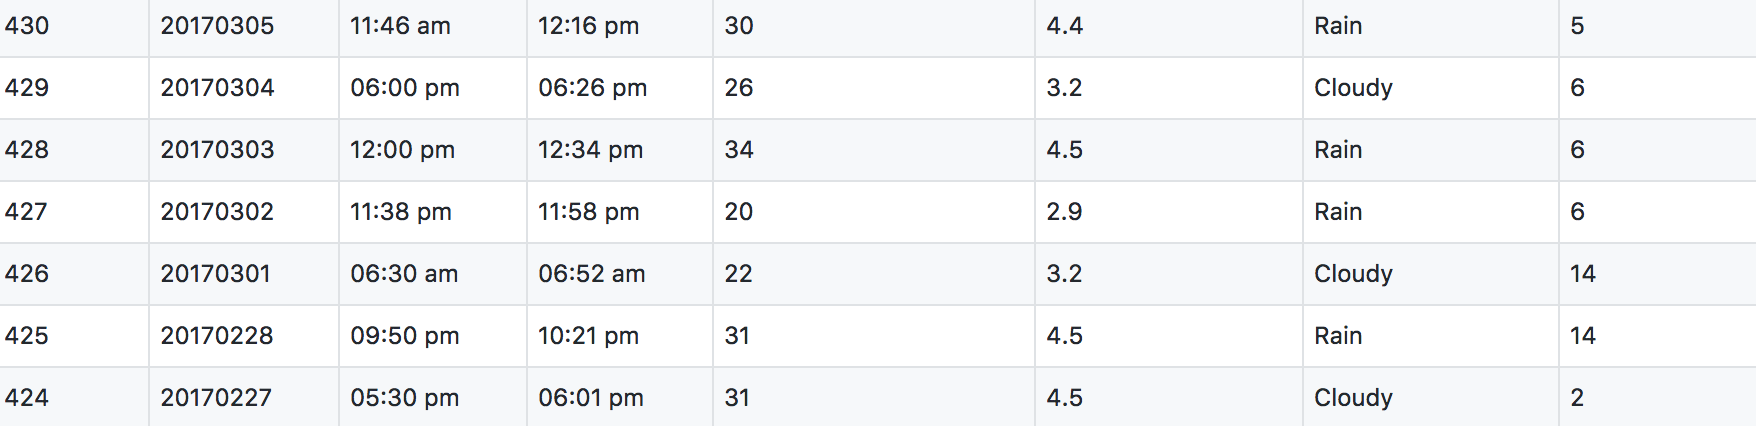 430 20170305 11:46 am 12:16 pm 30 4.4 Rain 5
429 20170304 06:00 pm 06:26 pm 26 3.2 Cloudy 6
428 20170303 12:00 pm 12:34 pm 34 4.5 Rain 6
427 20170302 11:38 pm 11:58 pm 20 2.9 Rain 6
426 20170301 06:30 am 06:52 am 22 3.2 Cloudy 14
425 20170228 09:50 pm 10:21 pm 31 4.5 Rain 14
424 20170227 05:30 pm 06:01 pm 31 4.5 Cloudy 2